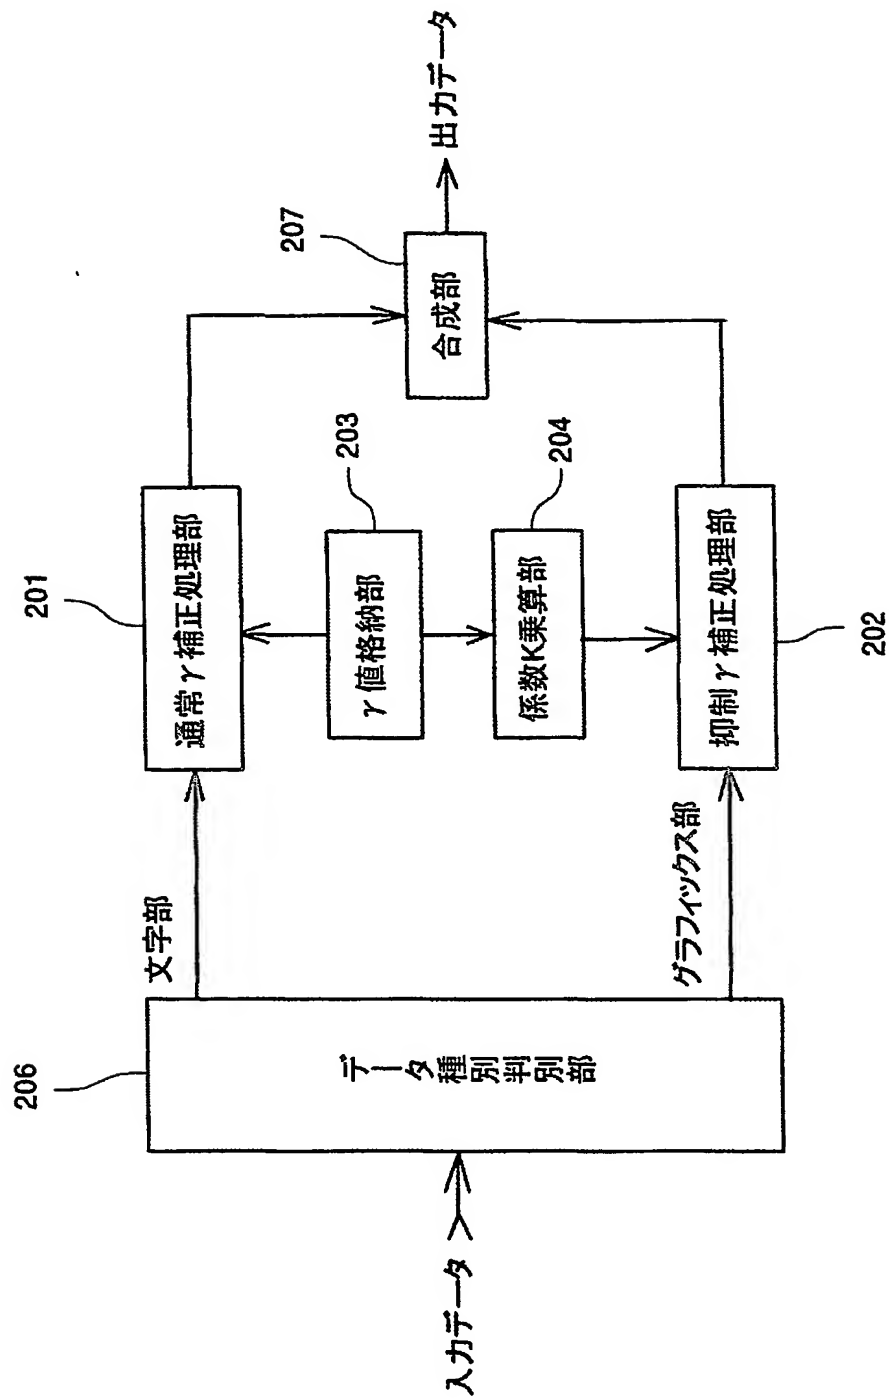 入力データ
206
データ種別判別部
文字部
グラフィックス部
201
通常γ補正処理部
γ値格納部
203
係数K乗算部
204
抑制γ補正処理部
202
207
合成部
出力データ